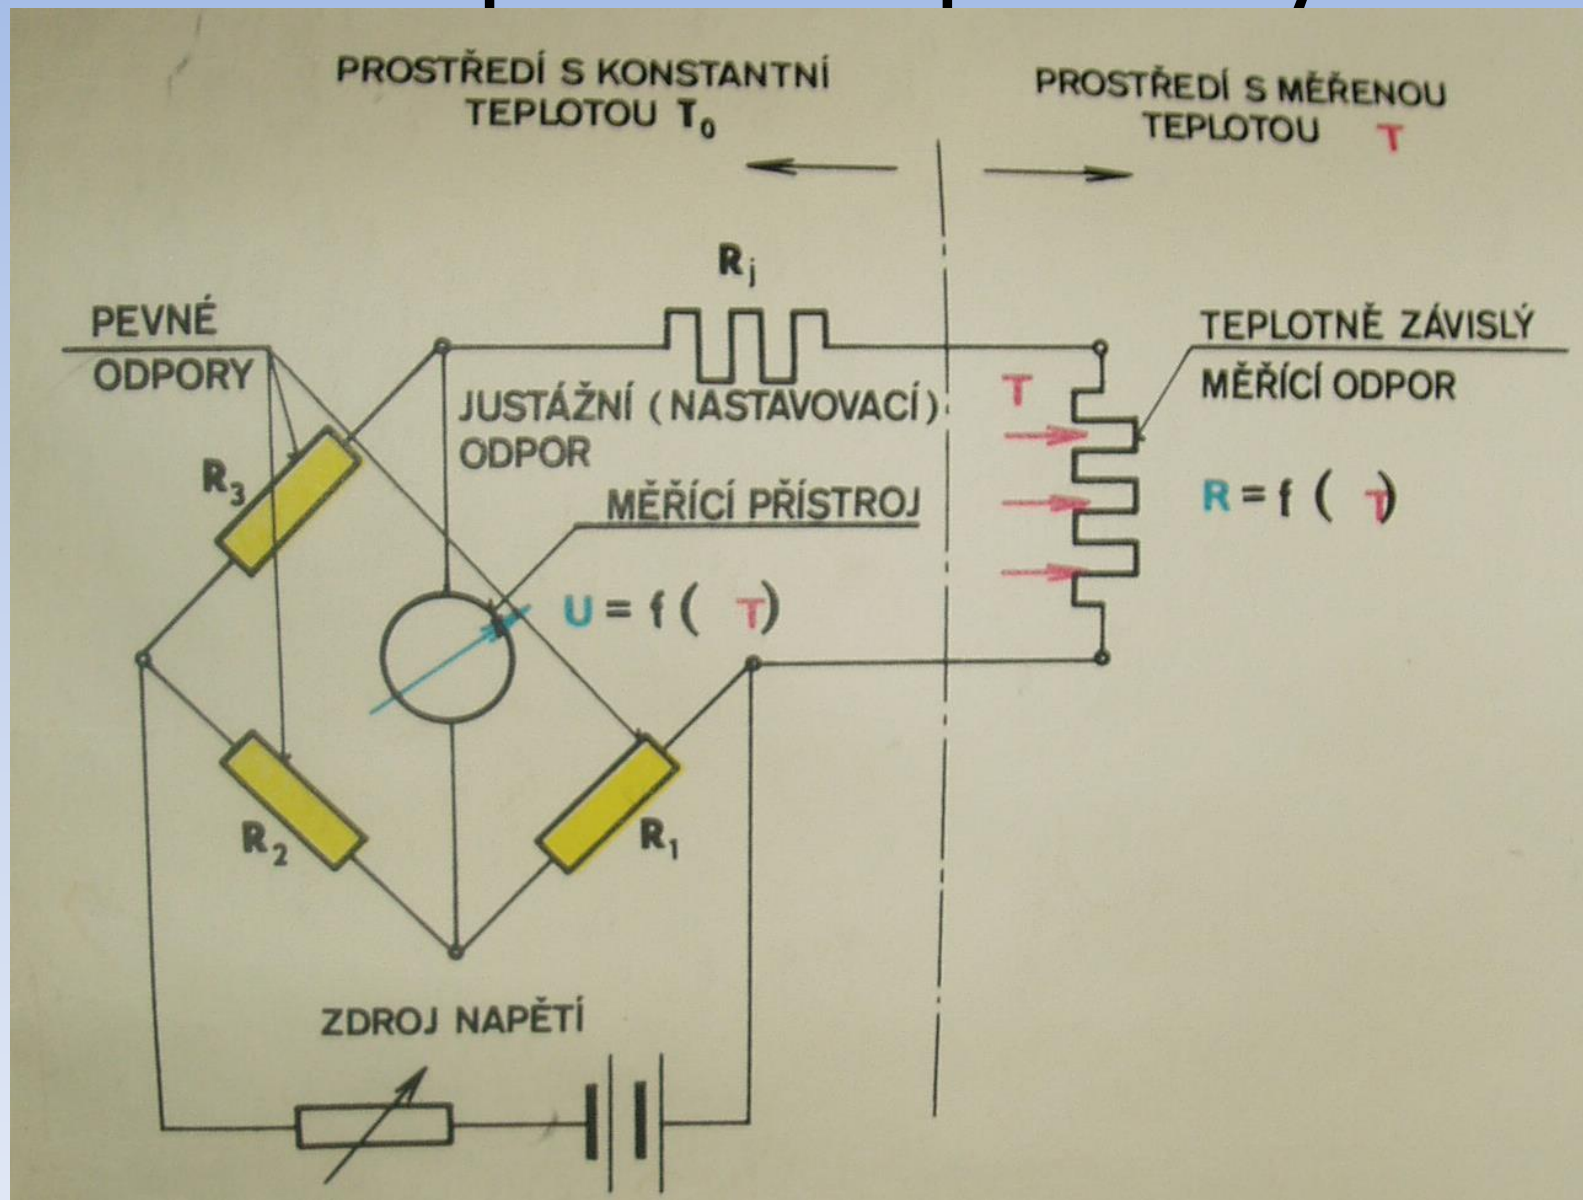 PROSTŘEDÍ S KONSTANTNÍ
TEPLOTOU T₀
PROSTŘEDÍ S MĚŘENOU
TEPLOTOU T
Rj
PEVNÉ
ODPORY
JUSTÁŽNÍ (NASTAVOVACÍ)
ODPOR
T
TEPLOTNĚ ZÁVISLÝ
MĚŘÍCÍ ODPOR
R₃
MĚŘÍCÍ PŘÍSTROJ
R = f ( T)
U = f ( T)
R₂
R₁
ZDROJ NAPĚTÍ